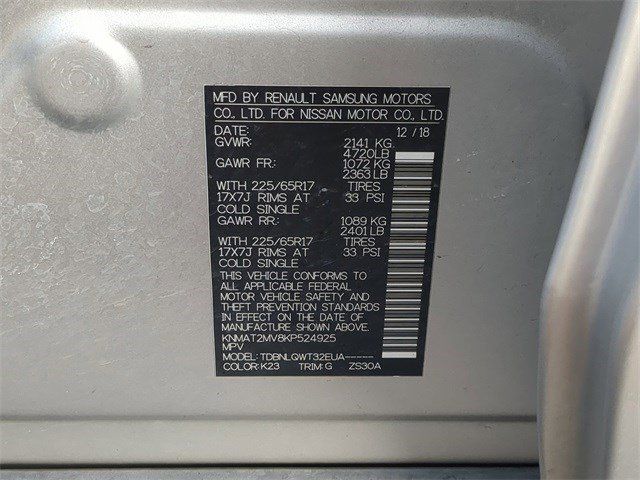 MFD BY RENAULT SAMSUNG MOTORS
CO., LTD. FOR NISSAN MOTOR CO., LTD.
DATE: 12 / 18
GVWR: 2141 KG
4720LB
GAWR FR: 1072 KG
2363 LB
WITH 225/65R17 TIRES
17X7J RIMS AT 33 PSI
COLD SINGLE
GAWR RR: 1089 KG
2401 LB
WITH 225/65R17 TIRES
17X7J RIMS AT 33 PSI
COLD SINGLE
THIS VEHICLE CONFORMS TO
ALL APPLICABLE FEDERAL
MOTOR VEHICLE SAFETY AND
THEFT PREVENTION STANDARDS
IN EFFECT ON THE DATE OF
MANUFACTURE SHOWN ABOVE.
KNMAT2MV8KP524925
MPV
MODEL: TDBNLQWT32EUA-----
COLOR: K23 TRIM: G ZS30A